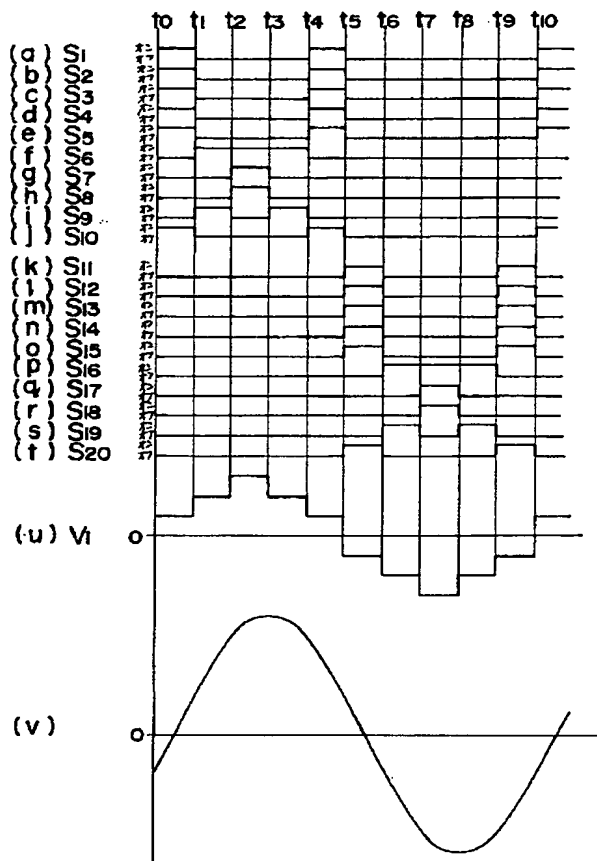 t0 t1 t2 t3 t4 t5 t6 t7 t8 t9 t10
(a) S1
(b) S2
(c) S3
(d) S4
(e) S5
(f) S6
(g) S7
(h) S8
(i) S9
(j) S10
(k) S11
(l) S12
(m) S13
(n) S14
(o) S15
(p) S16
(q) S17
(r) S18
(s) S19
(t) S20
(u) V1 0
(v) 0